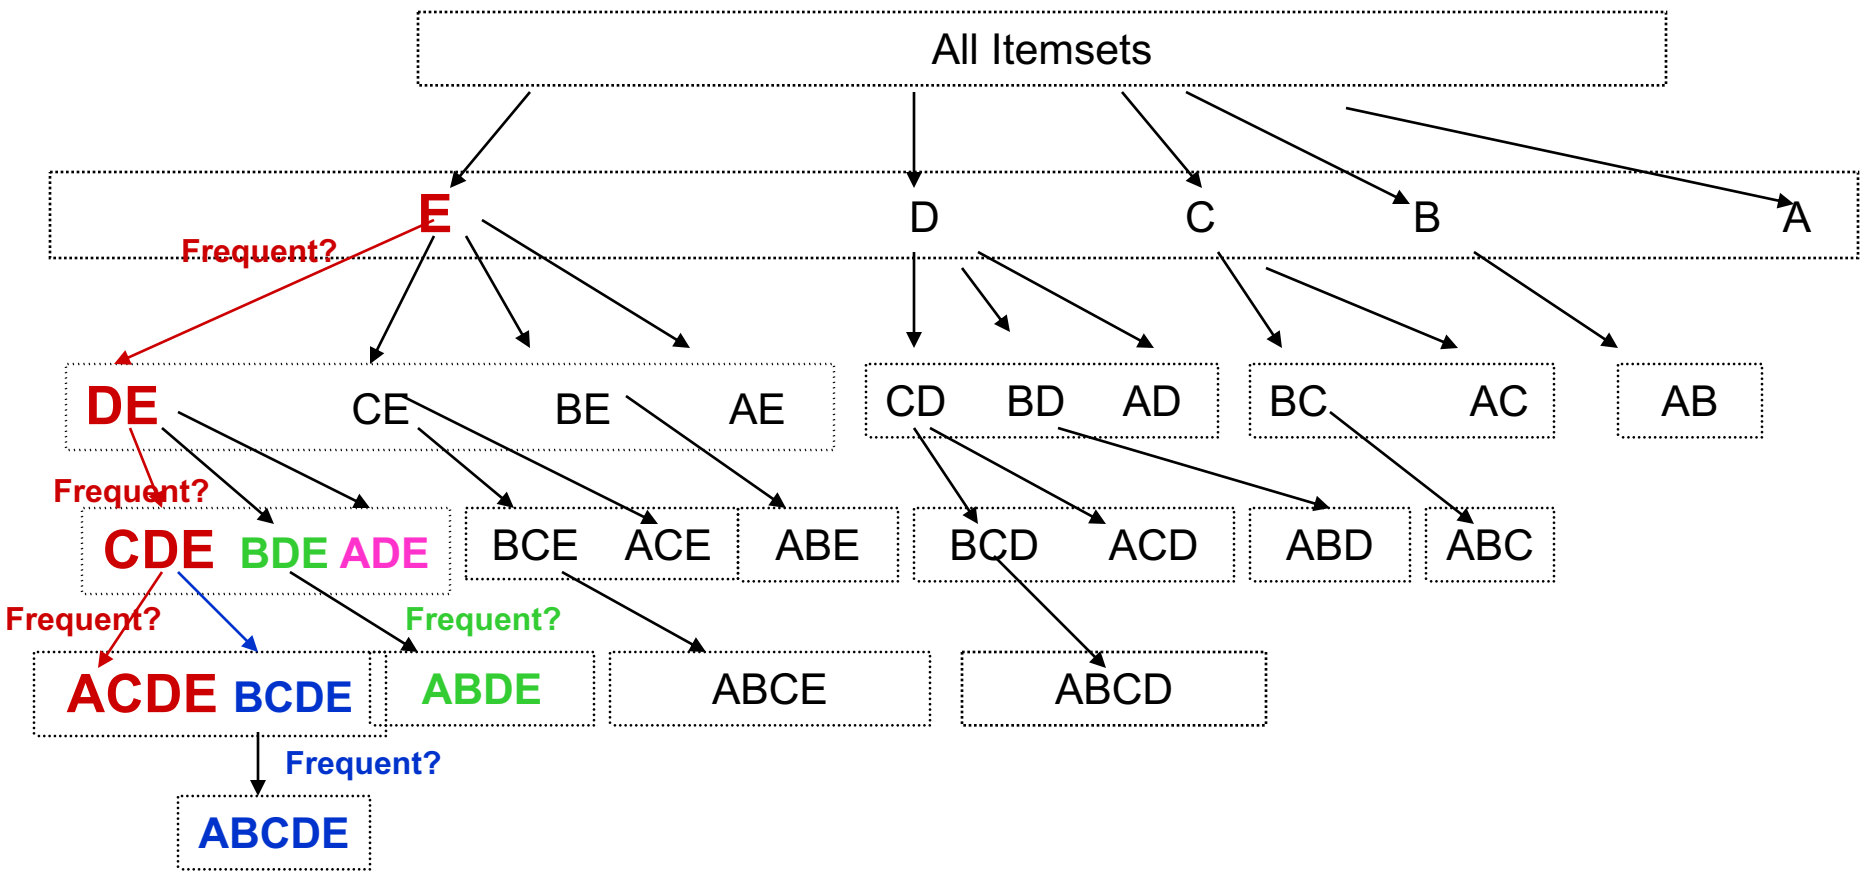 All Itemsets
E D C B A
Frequent?
DE CE BE AE CD BD AD BC AC AB
Frequent?
CDE BDE ADE BCE ACE ABE BCD ACD ABD ABC
Frequent? Frequent?
ACDE BCDE ABDE ABCE ABCD
Frequent?
ABCDE